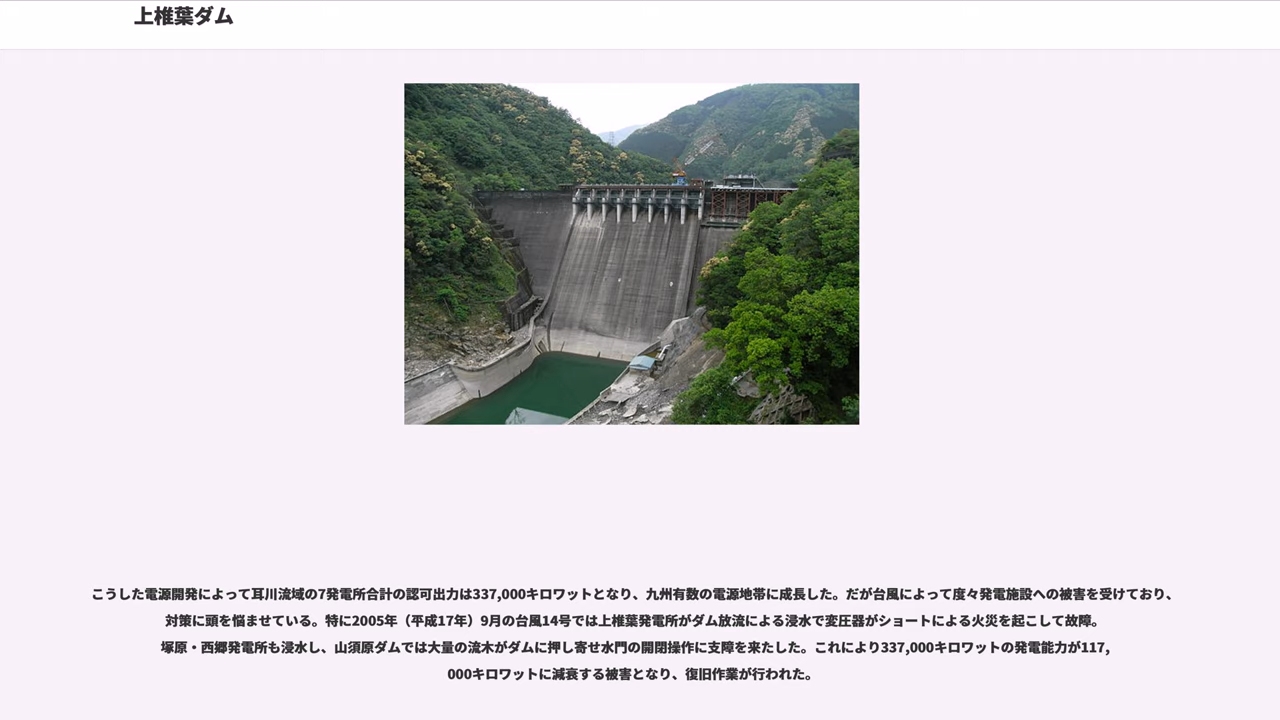 上椎葉ダム
こうした電源開発によって耳川流域の7発電所合計の認可出力は337,000キロワットとなり、九州有数の電源地帯に成長した。だが台風によって度々発電施設への被害を受けており、
対策に頭を悩ませている。特に2005年（平成17年）9月の台風14号では上椎葉発電所がダム放流による浸水で変圧器がショートによる火災を起こして故障。
塚原・西郷発電所も浸水し、山須原ダムでは大量の流木がダムに押し寄せ水門の開閉操作に支障を来たした。これにより337,000キロワットの発電能力が117,
000キロワットに減衰する被害となり、復旧作業が行われた。